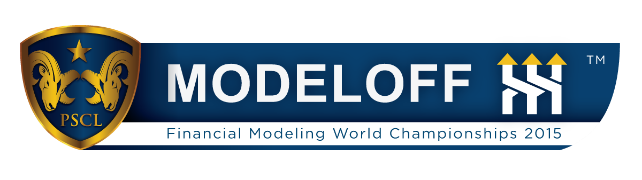 PSCL
MODELOFF
TM
Financial Modeling World Championships 2015